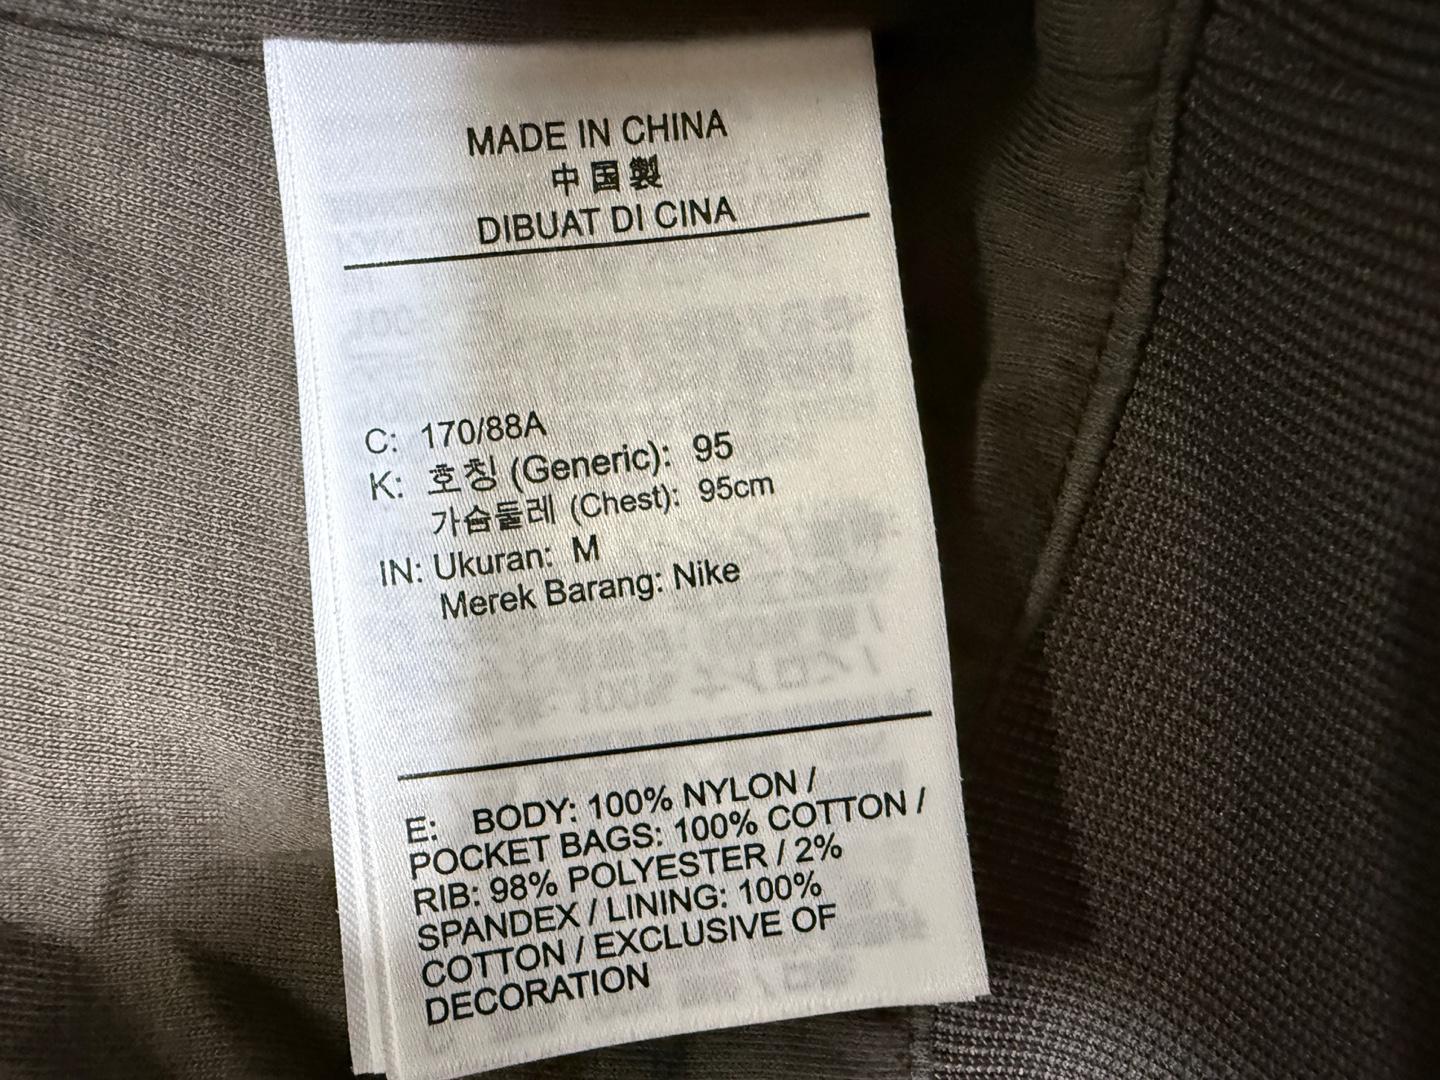 MADE IN CHINA
中国製
DIBUAT DI CINA
C: 170/88A
K: 호칭 (Generic): 95
가슴둘레 (Chest): 95cm
IN: Ukuran: M
Merek Barang: Nike
E: BODY: 100% NYLON /
POCKET BAGS: 100% COTTON /
RIB: 98% POLYESTER / 2%
SPANDEX / LINING: 100%
COTTON / EXCLUSIVE OF
DECORATION